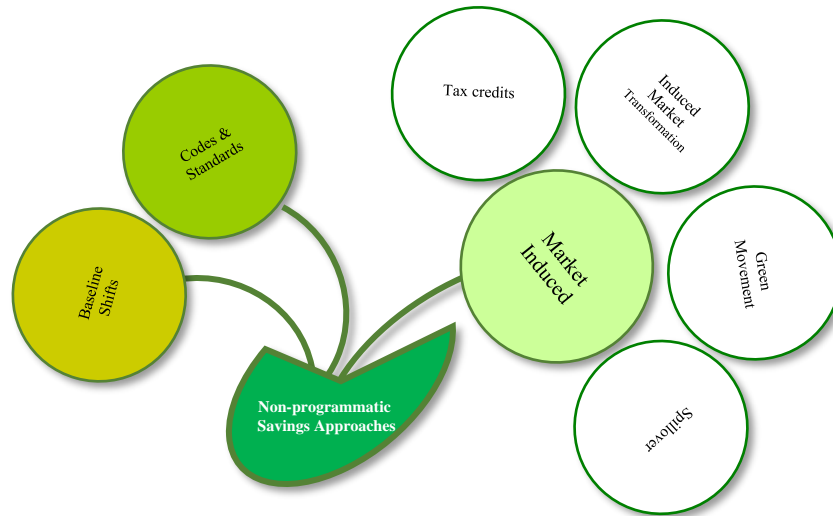 Tax credits
Induced
Market
Transformation
Codes &
Standards
Market
Induced
Green
Movement
Baseline
Shifts
Non-programmatic
Savings Approaches
Spillover